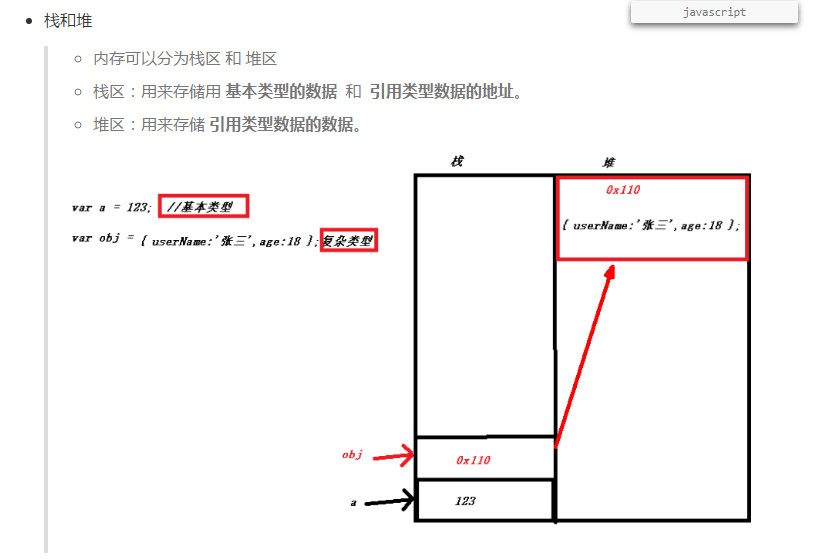 javascript
栈和堆
内存可以分为栈区 和 堆区
栈区：用来存储用 基本类型的数据 和 引用类型数据的地址。
堆区：用来存储 引用类型数据的数据。
栈 堆
0x110
var a = 123; //基本类型
{ userName:'张三',age:18 };
var obj = { userName:'张三',age:18 };复杂类型
obj 0x110
a 123